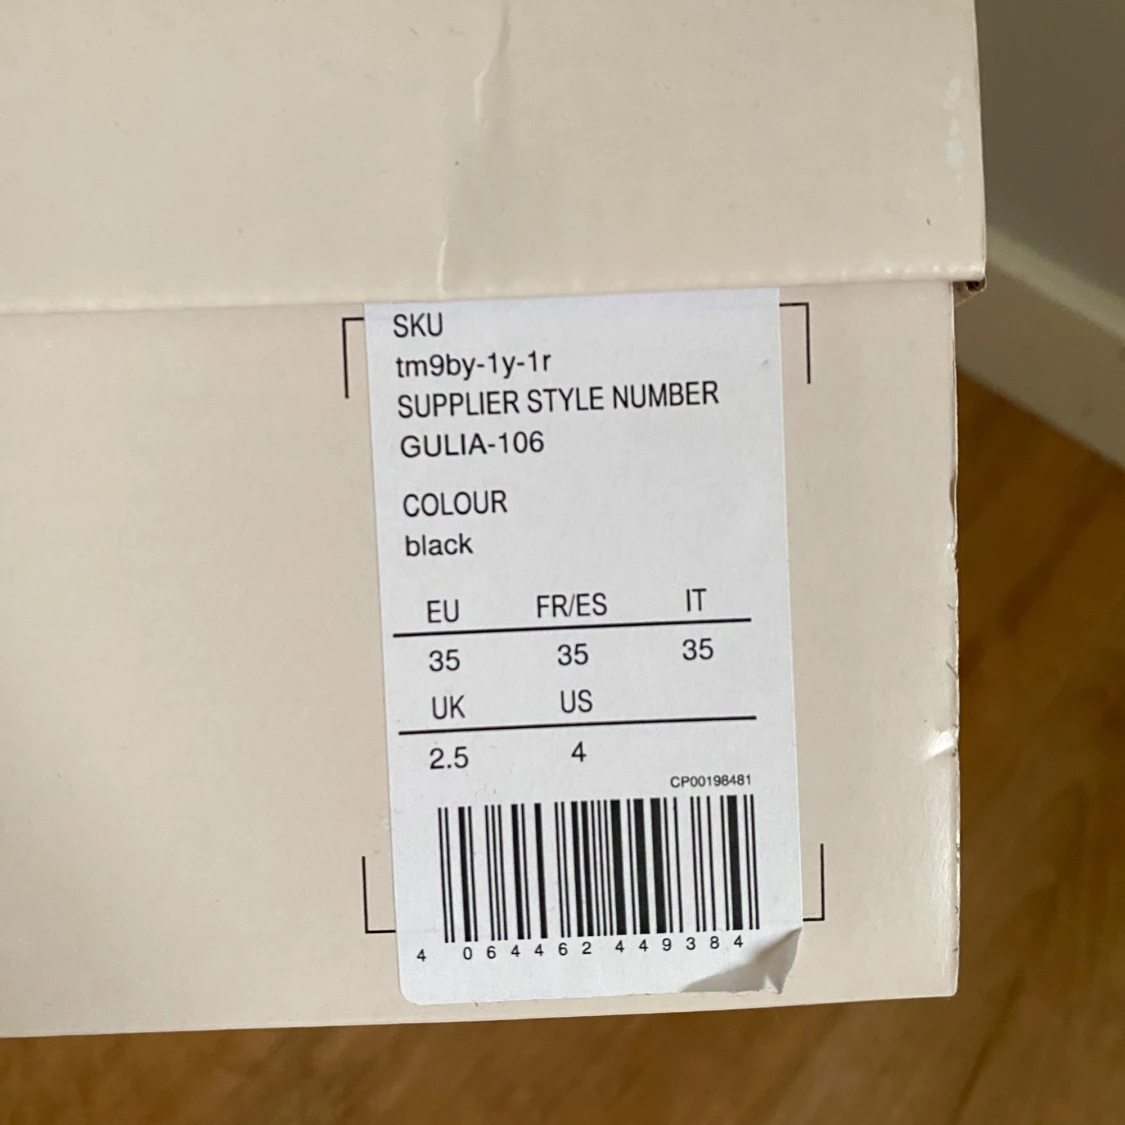 SKU
tm9by-1y-1r
SUPPLIER STYLE NUMBER
GULIA-106
COLOUR
black
EU FR/ES IT
35 35 35
UK US
2.5 4
CP00198481
4 064462 449384